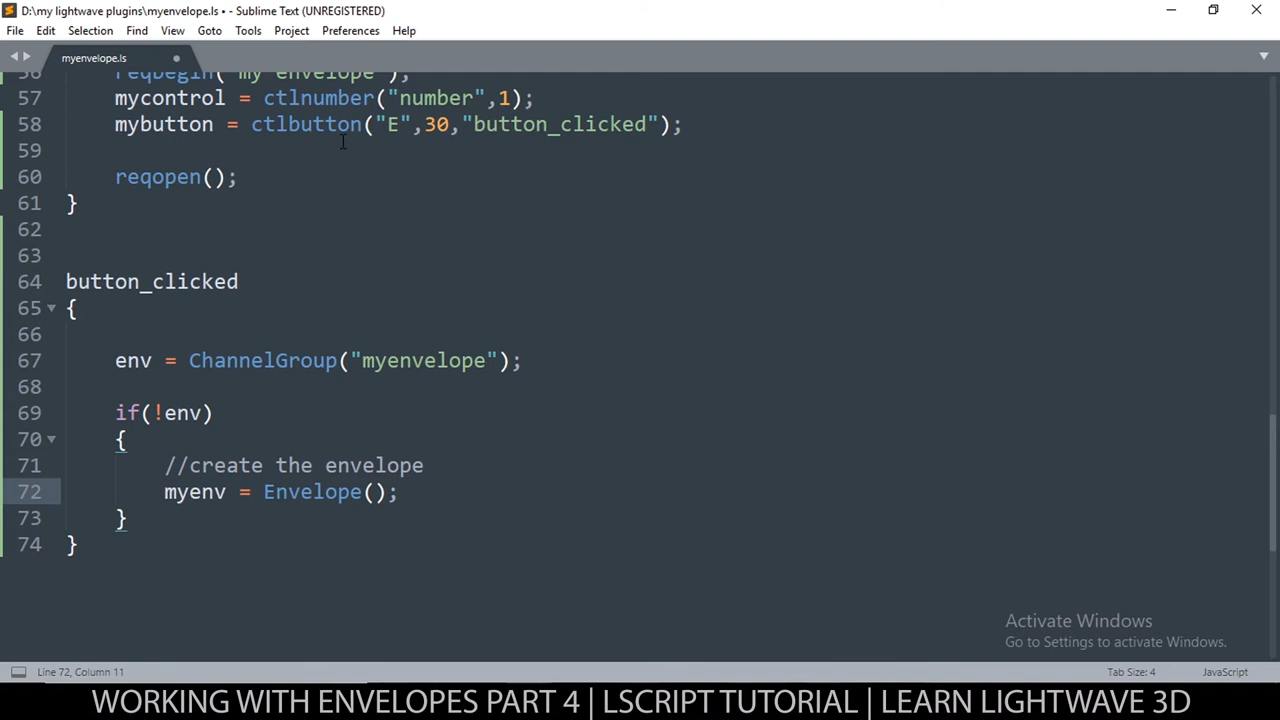 D:\my lightwave plugins\myenvelope.ls • - Sublime Text (UNREGISTERED)
File Edit Selection Find View Goto Tools Project Preferences Help
myenvelope.ls
56 reqbegin("my envelope");
57 mycontrol = ctlnumber("number",1);
58 mybutton = ctlbutton("E",30,"button_clicked");
59
60 reqopen();
61 }
62
63
64 button_clicked
65 {
66
67 env = ChannelGroup("myenvelope");
68
69 if(!env)
70 {
71 //create the envelope
72 myenv = Envelope();
73 }
74 }
Activate Windows
Go to Settings to activate Windows.
Line 72, Column 11 Tab Size: 4 JavaScript
WORKING WITH ENVELOPES PART 4 | LSCRIPT TUTORIAL | LEARN LIGHTWAVE 3D